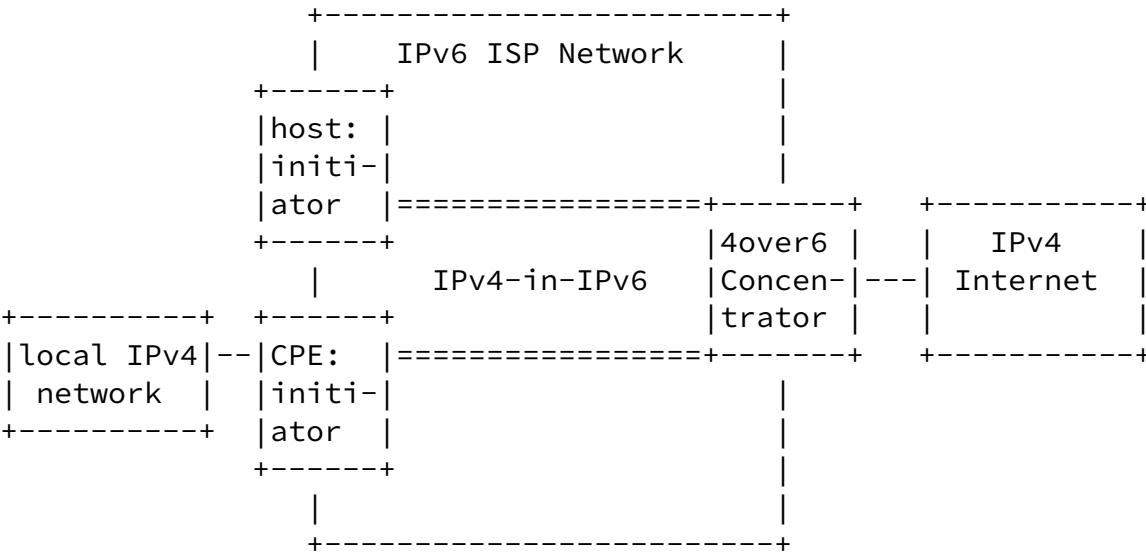 IPv6 ISP Network
host:
initi-
ator
4over6 IPv4
IPv4-in-IPv6 Concen- Internet
trator
local IPv4 CPE:
network initi-
ator